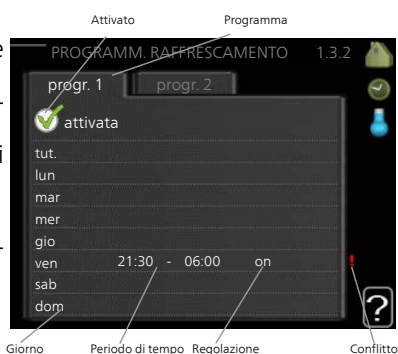 Attivato Programma
PROGRAMM. RAFFRESCAMENTO 1.3.2
progr. 1 progr. 2
attivata
tut.
lun
mar
mer
gio
ven 21:30 - 06:00 on !
sab
dom
?
Giorno Periodo di tempo Regolazione Conflitto